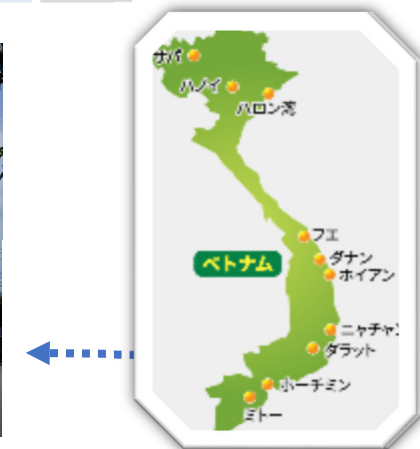 サパ
ハノイ
ハロン湾
フエ
ダナン
ホイアン
ベトナム
ニャチャン
ダラット
ホーチミン
ミトー